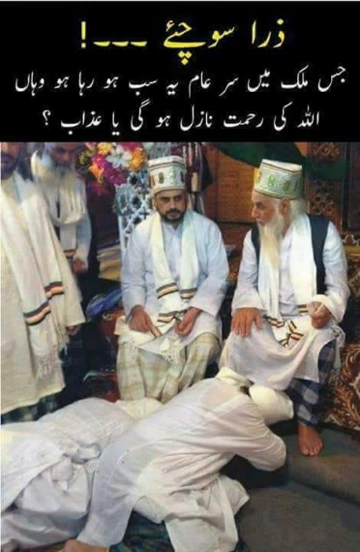 ذرا سوچئے ---!
جس ملک میں سر عام یہ سب ہو رہا ہو وہاں
اللہ کی رحمت نازل ہو گی یا عذاب ؟